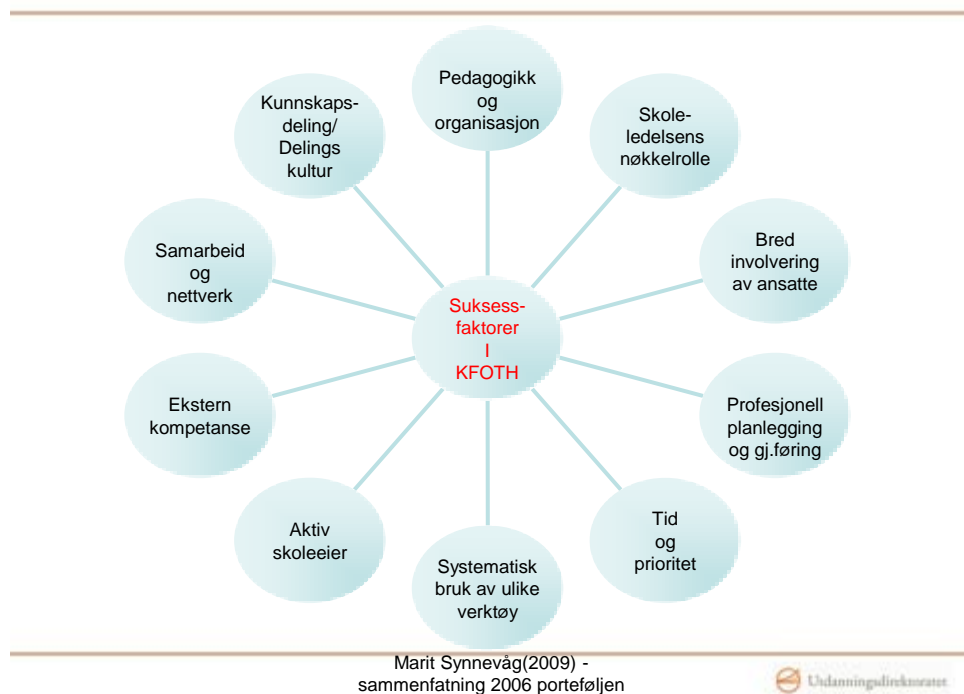 Pedagogikk
og
organisasjon
Skole-
ledelsens
nøkkelrolle
Bred
involvering
av ansatte
Profesjonell
planlegging
og gj.føring
Tid
og
prioritet
Systematisk
bruk av ulike
verktøy
Aktiv
skoleeier
Ekstern
kompetanse
Samarbeid
og
nettverk
Kunnskaps-
deling/
Delings
kultur
Suksess-
faktorer
I
KFOTH
Marit Synnevåg(2009) -
sammenfatning 2006 porteføljen
Utdanningsdirektoratet